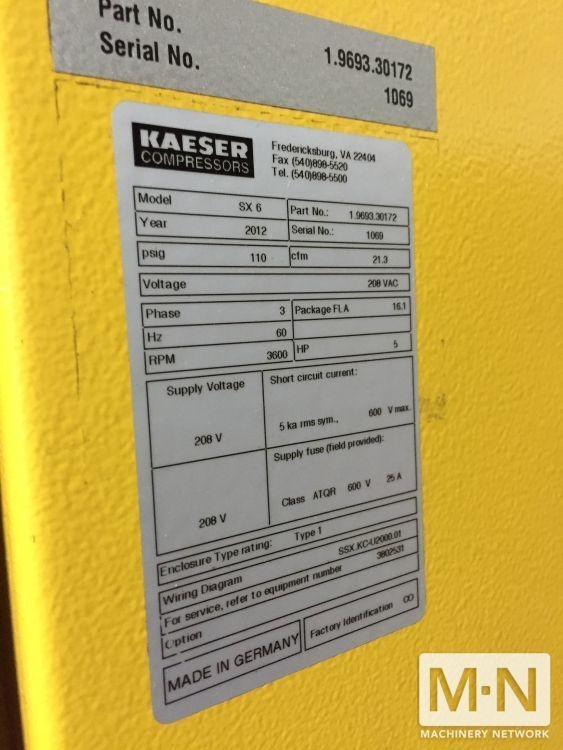 Part No. 1.9693.30172
Serial No. 1069
KAESER
COMPRESSORS
Fredericksburg, VA 22404
Fax (540)898-5520
Tel. (540)898-5500
Model SX 6 Part No.: 1.9693.30172
Year 2012 Serial No.: 1069
psig 110 cfm 21.3
Voltage 208 VAC
Phase 3 Package FLA 16.1
Hz 60
RPM 3600 HP 5
Supply Voltage
208 V
Short circuit current:
5 ka rms sym., 600 V max.
208 V
Supply fuse (field provided):
Class ATQR 600 V 25 A
Enclosure Type rating: Type 1
Wiring Diagram SSX.KC-U2000.01
For service, refer to equipment number 3802531
Option
MADE IN GERMANY Factory Identification CO
M·N
MACHINERY NETWORK